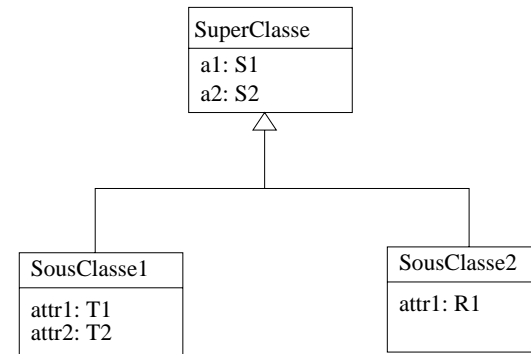 SuperClasse
a1: S1
a2: S2
SousClasse1
attr1: T1
attr2: T2
SousClasse2
attr1: R1